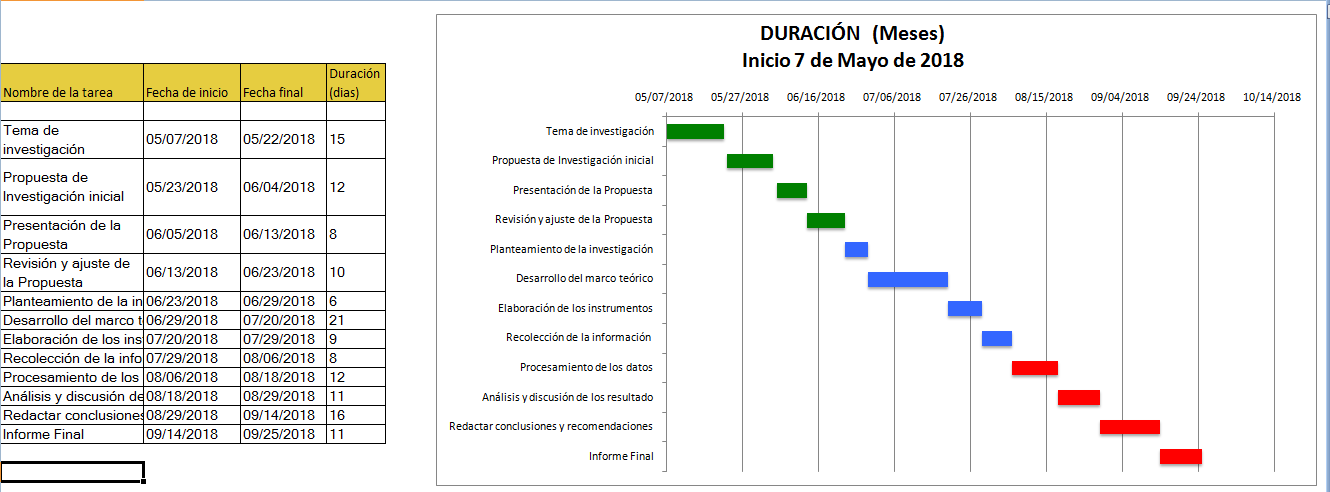 Nombre de la tarea Fecha de inicio Fecha final Duración (dias)
Tema de investigación 05/07/2018 05/22/2018 15
Propuesta de Investigación inicial 05/23/2018 06/04/2018 12
Presentación de la Propuesta 06/05/2018 06/13/2018 8
Revisión y ajuste de la Propuesta 06/13/2018 06/23/2018 10
Planteamiento de la in 06/23/2018 06/29/2018 6
Desarrollo del marco t 06/29/2018 07/20/2018 21
Elaboración de los ins 07/20/2018 07/29/2018 9
Recolección de la info 07/29/2018 08/06/2018 8
Procesamiento de los 08/06/2018 08/18/2018 12
Análisis y discusión de 08/18/2018 08/29/2018 11
Redactar conclusiones 08/29/2018 09/14/2018 16
Informe Final 09/14/2018 09/25/2018 11
DURACIÓN (Meses)
Inicio 7 de Mayo de 2018
05/07/2018 05/27/2018 06/16/2018 07/06/2018 07/26/2018 08/15/2018 09/04/2018 09/24/2018 10/14/2018
Tema de investigación
Propuesta de Investigación inicial
Presentación de la Propuesta
Revisión y ajuste de la Propuesta
Planteamiento de la investigación
Desarrollo del marco teórico
Elaboración de los instrumentos
Recolección de la información
Procesamiento de los datos
Análisis y discusión de los resultado
Redactar conclusiones y recomendaciones
Informe Final